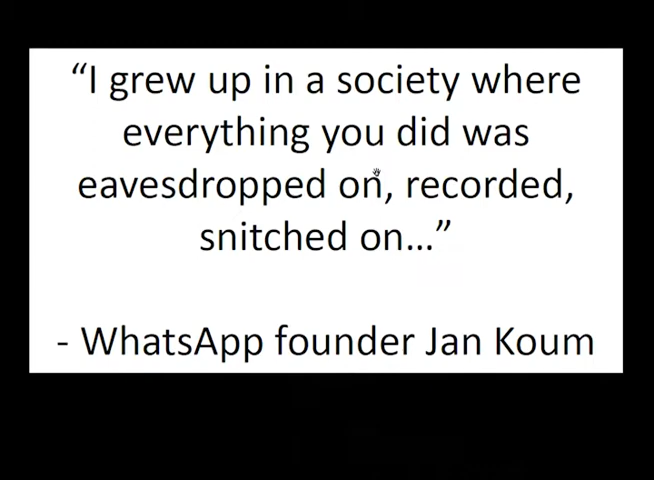 “I grew up in a society where
everything you did was
eavesdropped on, recorded,
snitched on...”
- WhatsApp founder Jan Koum